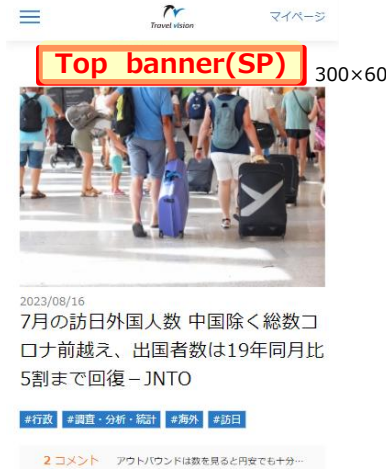 Travel vision
マイページ
Top banner(SP)
300×60
2023/08/16
7月の訪日外国人数 中国除く総数コ
ロナ前越え、出国者数は19年同月比
5割まで回復－JNTO
#行政 #調査・分析・統計 #海外 #訪日
2 コメント アウトバウンドは数を見ると円安でも十分…